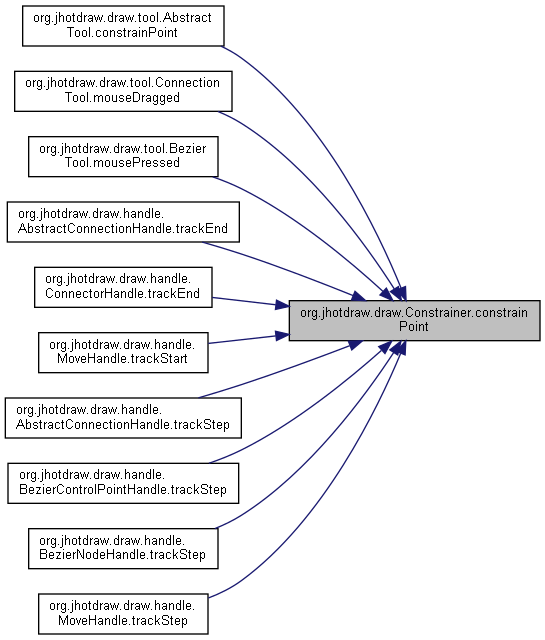 org.jhotdraw.draw.tool.Abstract
Tool.constrainPoint
org.jhotdraw.draw.tool.Connection
Tool.mouseDragged
org.jhotdraw.draw.tool.Bezier
Tool.mousePressed
org.jhotdraw.draw.handle.
AbstractConnectionHandle.trackEnd
org.jhotdraw.draw.handle.
ConnectorHandle.trackEnd
org.jhotdraw.draw.Constrainer.constrain
Point
org.jhotdraw.draw.handle.
MoveHandle.trackStart
org.jhotdraw.draw.handle.
AbstractConnectionHandle.trackStep
org.jhotdraw.draw.handle.
BezierControlPointHandle.trackStep
org.jhotdraw.draw.handle.
BezierNodeHandle.trackStep
org.jhotdraw.draw.handle.
MoveHandle.trackStep